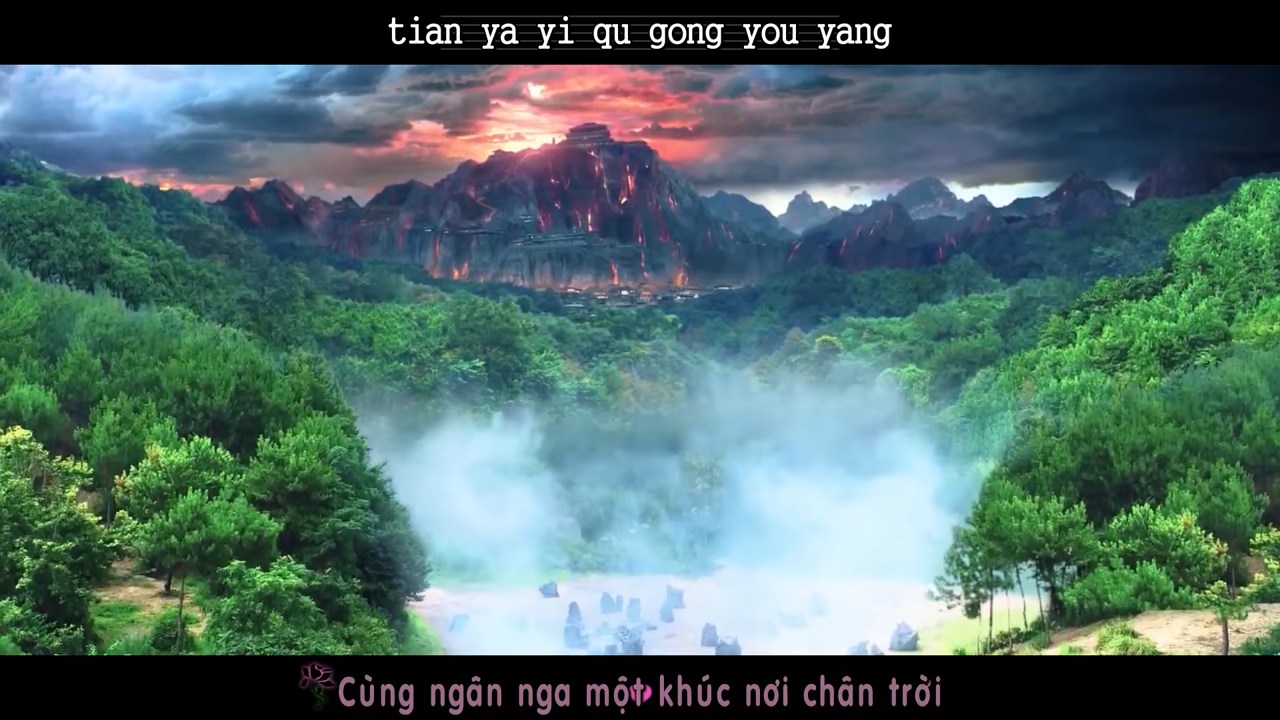 tian ya yi qu gong you yang
Cùng ngân nga một khúc nơi chân trời